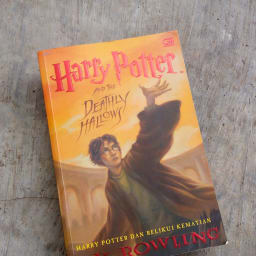 Harry Potter
AND THE
DEATHLY
HALLOWS
HARRY POTTER DAN RELIKUI KEMATIAN
ROWLING